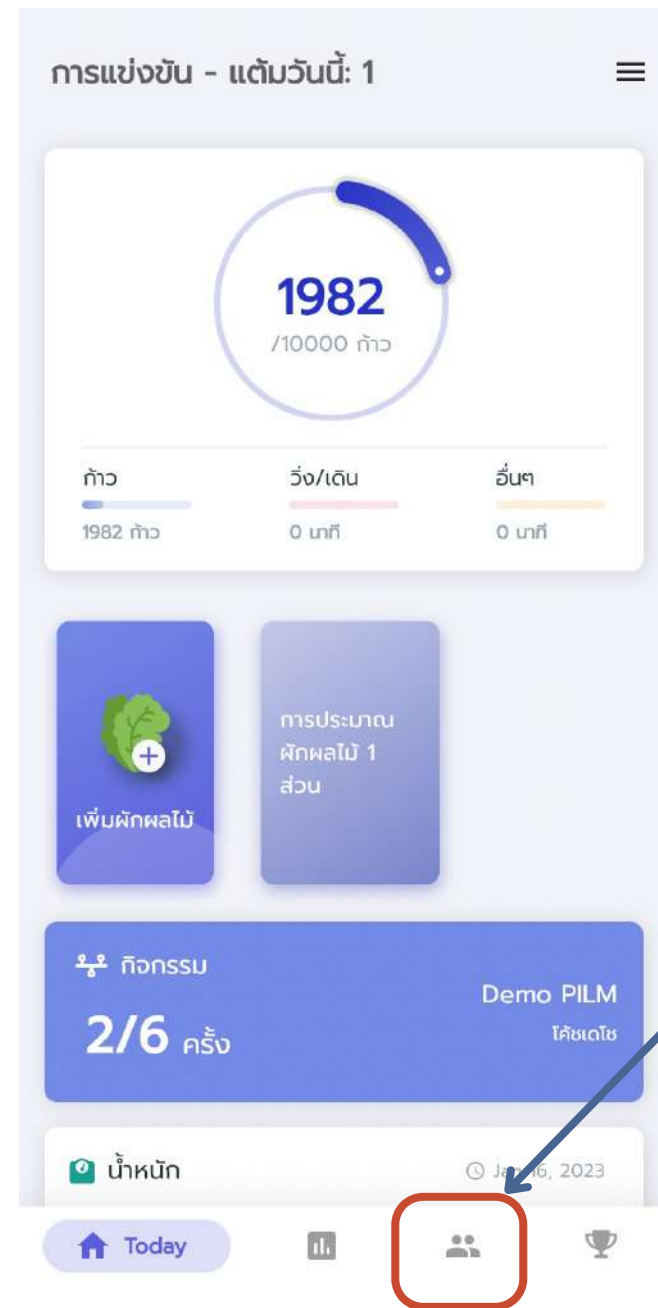 การแข่งขัน - แต้มวันนี้: 1
1982
/10000 ก้าว
ก้าว
วิ่ง/เดิน
อื่นๆ
1982 ก้าว
0 นาที
0 นาที
เพิ่มผักผลไม้
การประมาณ
ผักผลไม้ 1
ส่วน
กิจกรรม
2/6 ครั้ง
Demo PILM
โค้ชเดโช
น้ำหนัก
Jan 16, 2023
Today